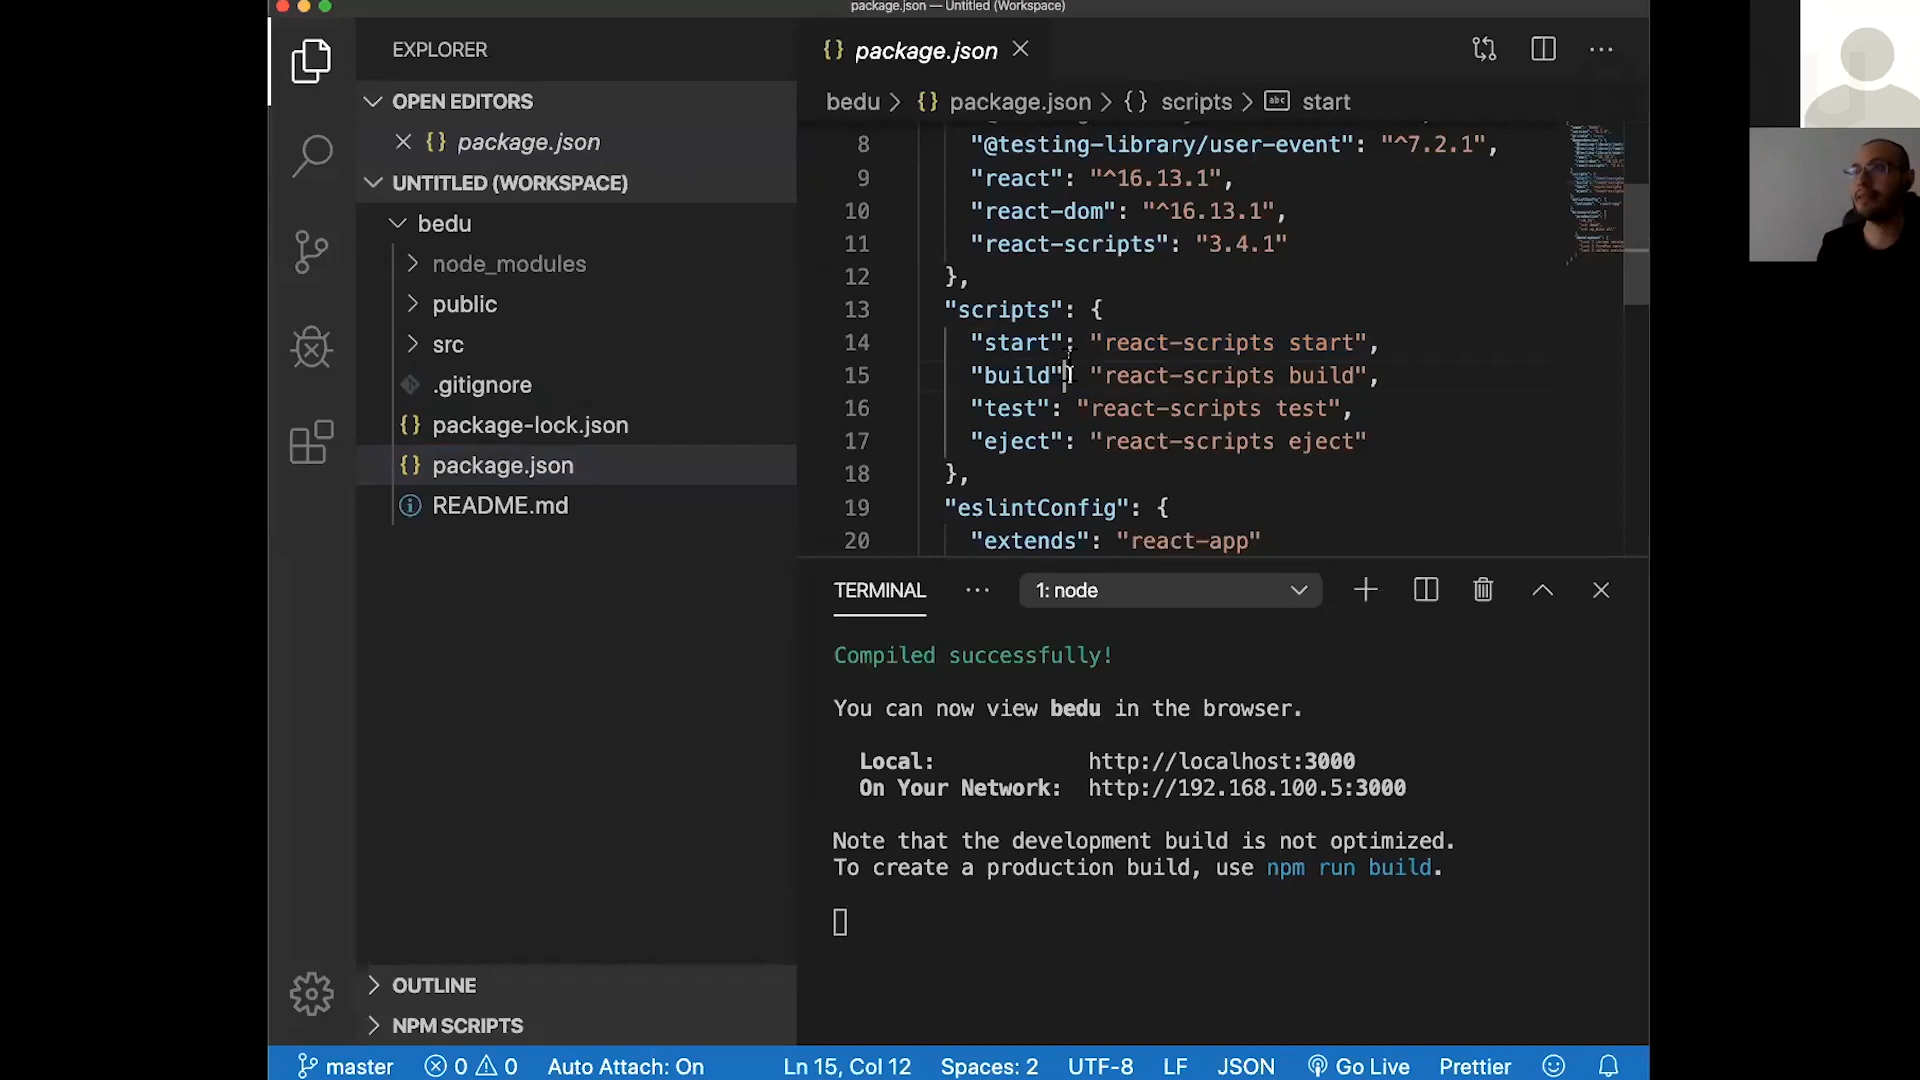 package.json — Untitled (Workspace)
EXPLORER
OPEN EDITORS
package.json
UNTITLED (WORKSPACE)
bedu
node_modules
public
src
.gitignore
package-lock.json
package.json
README.md
OUTLINE
NPM SCRIPTS
package.json
bedu > {} package.json > {} scripts > abc start
8 "@testing-library/user-event": "^7.2.1",
9 "react": "^16.13.1",
10 "react-dom": "^16.13.1",
11 "react-scripts": "3.4.1"
12 },
13 "scripts": {
14 "start": "react-scripts start",
15 "build": "react-scripts build",
16 "test": "react-scripts test",
17 "eject": "react-scripts eject"
18 },
19 "eslintConfig": {
20 "extends": "react-app"
TERMINAL
1: node
Compiled successfully!
You can now view bedu in the browser.
Local: http://localhost:3000
On Your Network: http://192.168.100.5:3000
Note that the development build is not optimized.
To create a production build, use npm run build.
master 0 0 Auto Attach: On Ln 15, Col 12 Spaces: 2 UTF-8 LF JSON Go Live Prettier